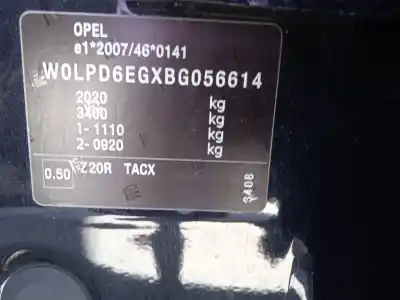 OPEL
e1*2007/46*0141
W0LPD6EGXBG056614
2020 kg
3400 kg
1- 1110 kg
2- 0920 kg
0.50 Z20R TACX
3408
GM